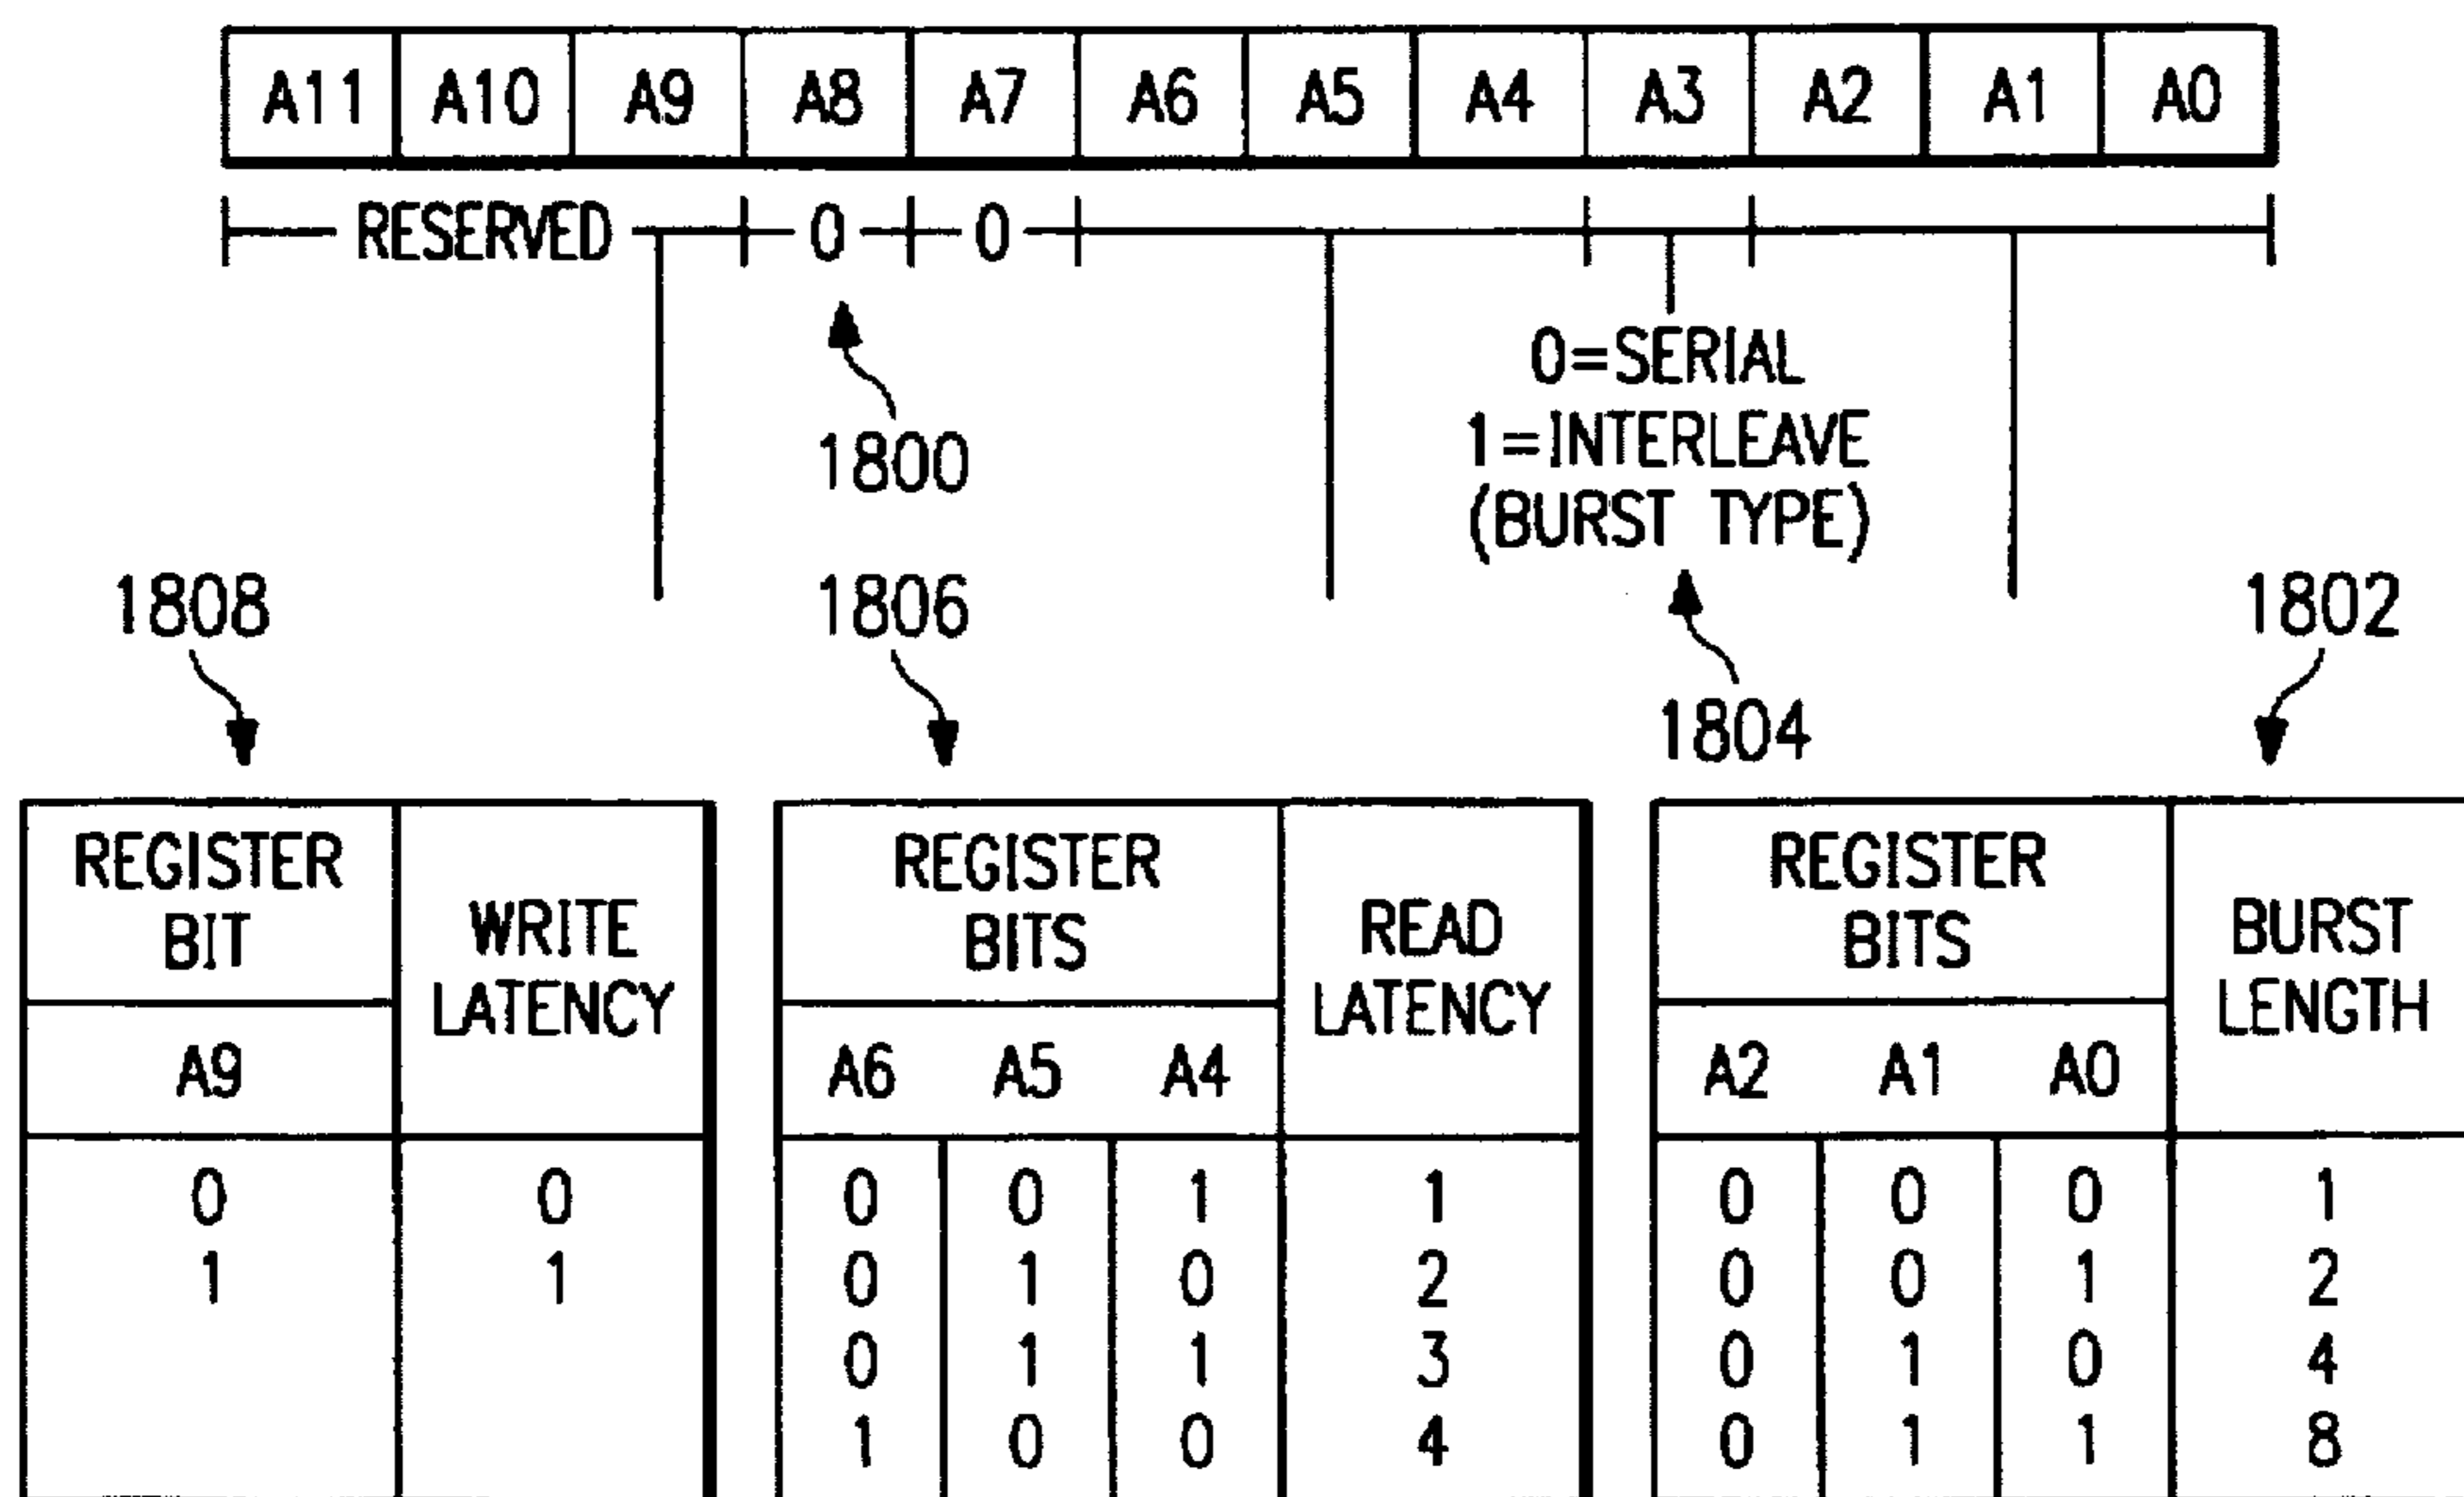 A11 A10 A9 A8 A7 A6 A5 A4 A3 A2 A1 A0
RESERVED 0 0
0=SERIAL
1=INTERLEAVE
(BURST TYPE)
1800
1804
1808
1806
1802
REGISTER
BIT
WRITE
LATENCY
A9
0 0
1 1
REGISTER
BITS
READ
LATENCY
A6 A5 A4
0 0 1 1
0 1 0 2
0 1 1 3
1 0 0 4
REGISTER
BITS
BURST
LENGTH
A2 A1 A0
0 0 0 1
0 0 1 2
0 1 0 4
0 1 1 8